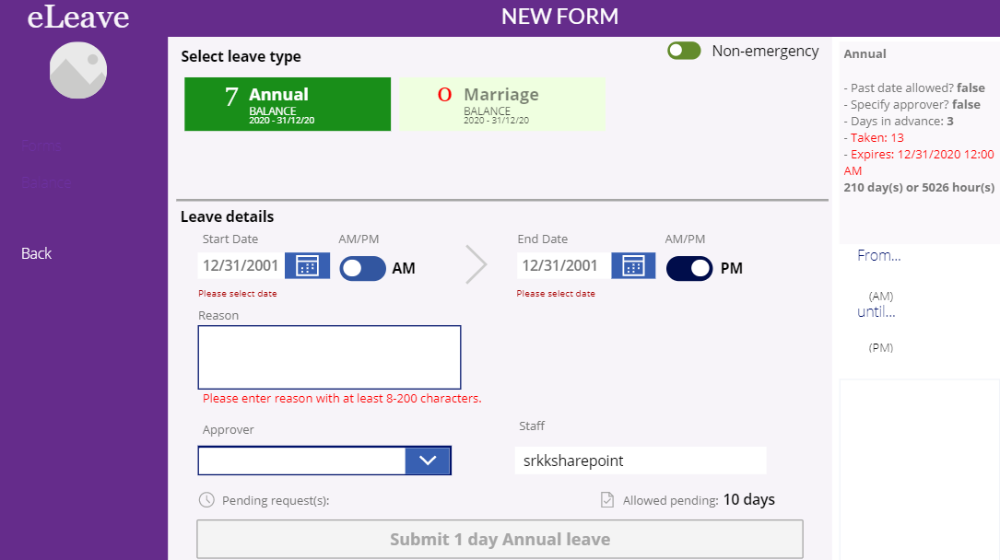 eLeave
NEW FORM
Forms
Balance
Back
Select leave type
Non-emergency
7 Annual
BALANCE
2020 - 31/12/20
0 Marriage
BALANCE
2020 - 31/12/20
Leave details
Start Date
AM/PM
12/31/2001
AM
Please select date
End Date
AM/PM
12/31/2001
PM
Please select date
Reason
Please enter reason with at least 8-200 characters.
Approver
Staff
srkksharepoint
Pending request(s):
Allowed pending: 10 days
Submit 1 day Annual leave
Annual
- Past date allowed? false
- Specify approver? false
- Days in advance: 3
- Taken: 13
- Expires: 12/31/2020 12:00
AM
210 day(s) or 5026 hour(s)
From...
(AM)
until...
(PM)